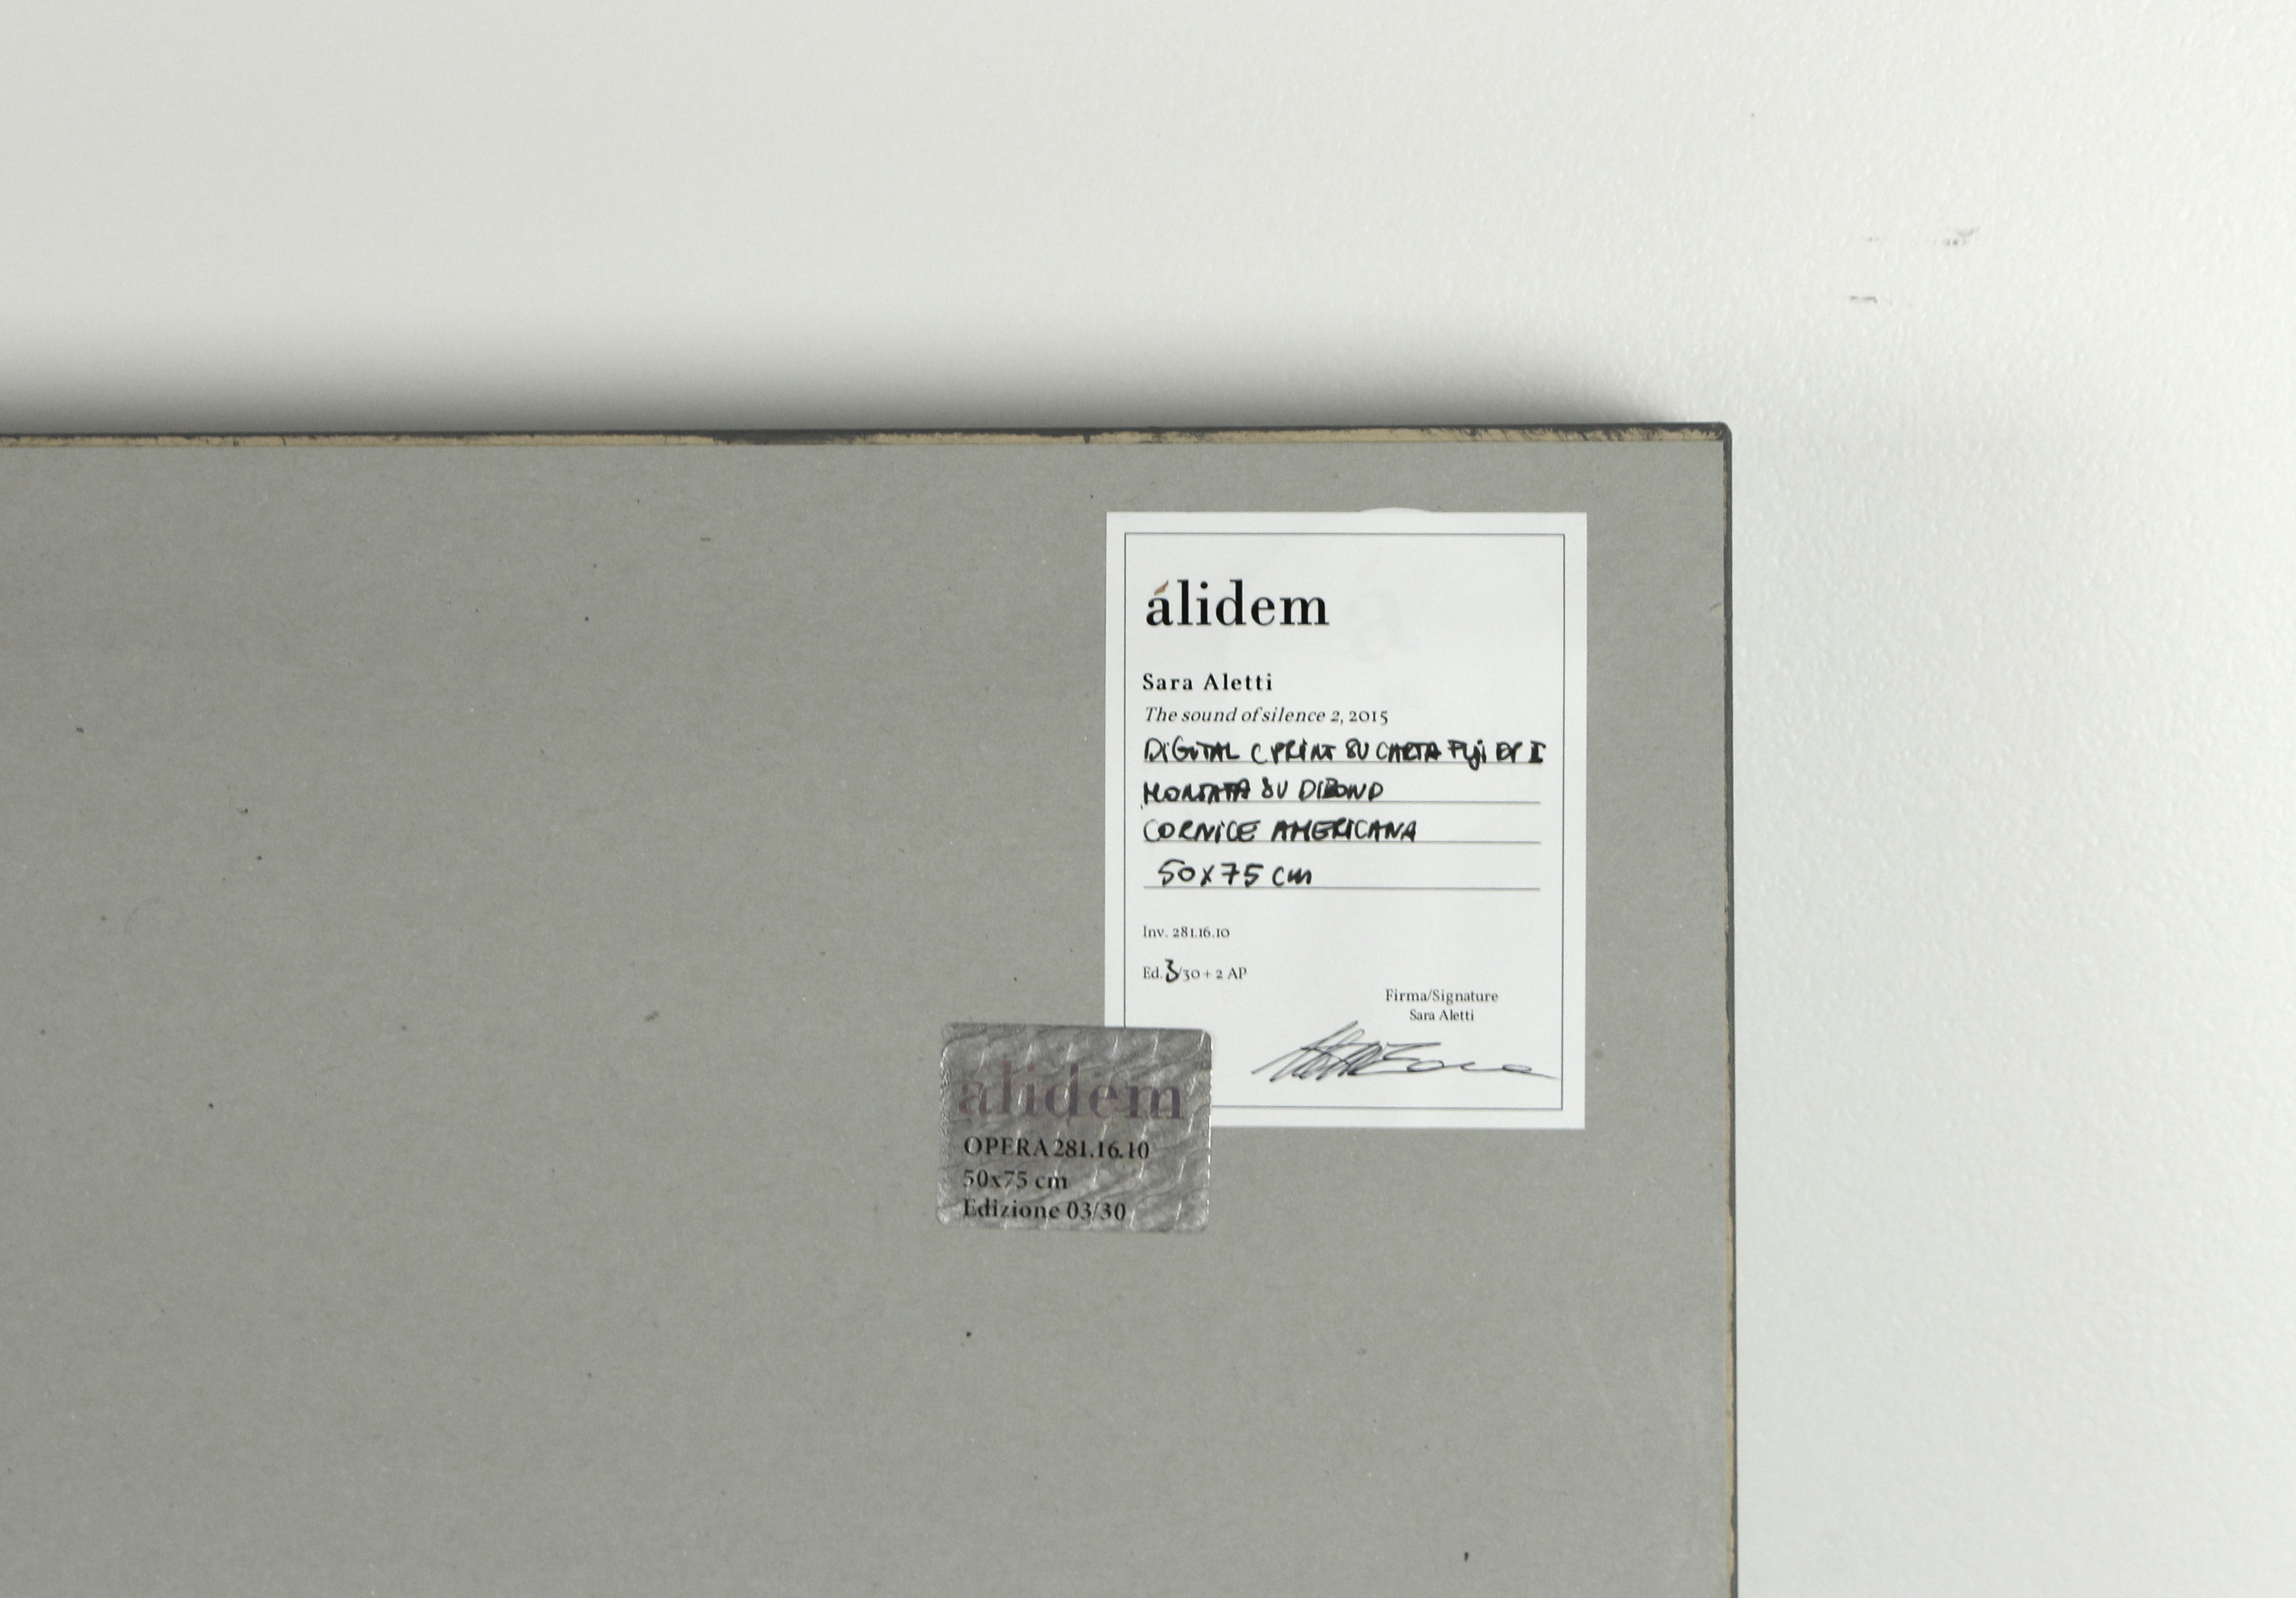 álidem
Sara Aletti
The sound of silence 2, 2015
DIGITAL C PRINT SU CARTA Fuji DP I
MONTATA SU DIBOND
CORNICE AMERICANA
50x75 cm
Inv. 281.16.10
Ed. 3/30 + 2 AP
Firma/Signature
Sara Aletti
álidem
OPERA 281.16.10
50x75 cm
Edizione 03/30